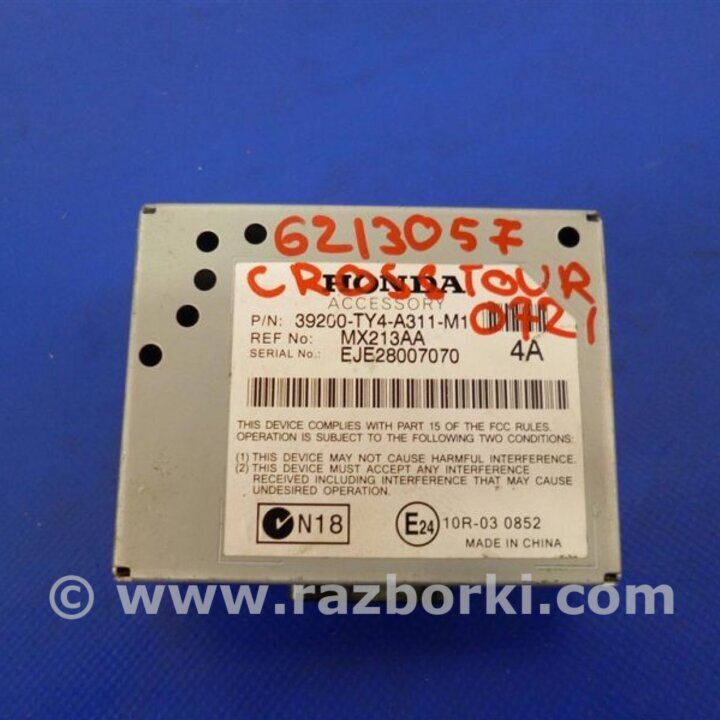 6213057
CROSSTOUR
0721
HONDA
ACCESSORY
P/N: 39200-TY4-A311-M1
REF No: MX213AA
SERIAL No.: EJE28007070
4A
THIS DEVICE COMPLIES WITH PART 15 OF THE FCC RULES.
OPERATION IS SUBJECT TO THE FOLLOWING TWO CONDITIONS:
(1) THIS DEVICE MAY NOT CAUSE HARMFUL INTERFERENCE.
(2) THIS DEVICE MUST ACCEPT ANY INTERFERENCE
RECEIVED INCLUDING INTERFERENCE THAT MAY CAUSE
UNDESIRED OPERATION.
N18
E24 10R-03 0852
MADE IN CHINA
© www.razborki.com